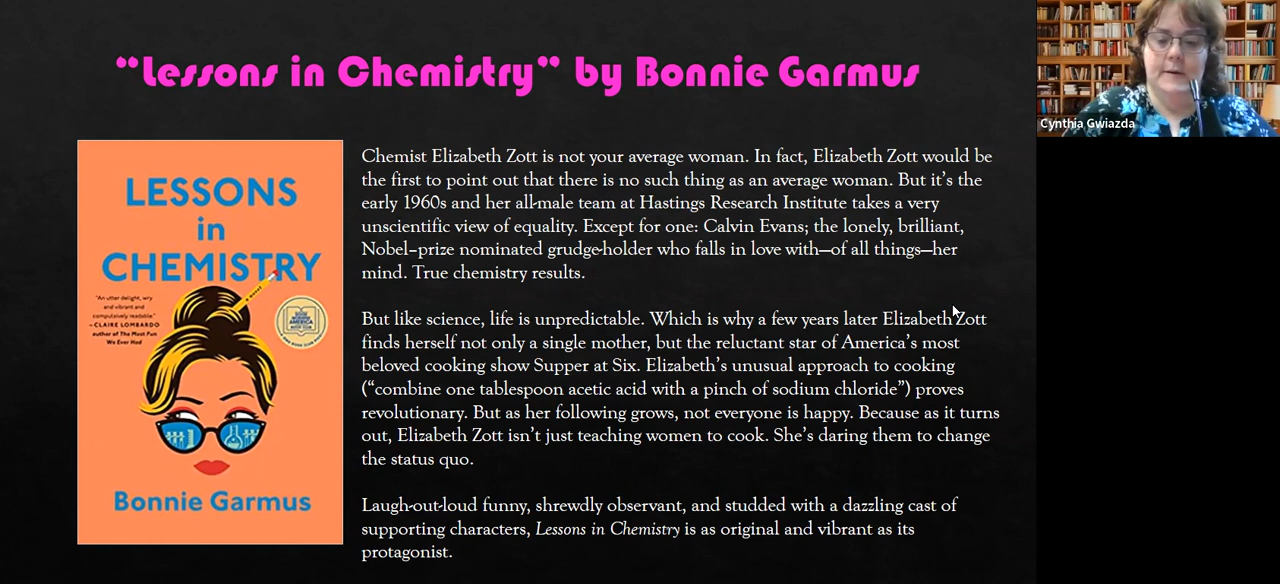 “Lessons in Chemistry“ by Bonnie Garmus
Cynthia Gwiazda
LESSONS
in
CHEMISTRY
A NOVEL
"An utter delight, wry
and vibrant and
compulsively readable."
– CLAIRE LOMBARDO
author of The Most Fun
We Ever Had
GOOD
MORNING
AMERICA
BOOK CLUB
Bonnie Garmus
Chemist Elizabeth Zott is not your average woman. In fact, Elizabeth Zott would be
the first to point out that there is no such thing as an average woman. But it’s the
early 1960s and her all-male team at Hastings Research Institute takes a very
unscientific view of equality. Except for one: Calvin Evans; the lonely, brilliant,
Nobel–prize nominated grudge-holder who falls in love with—of all things—her
mind. True chemistry results.
But like science, life is unpredictable. Which is why a few years later Elizabeth Zott
finds herself not only a single mother, but the reluctant star of America’s most
beloved cooking show Supper at Six. Elizabeth’s unusual approach to cooking
(“combine one tablespoon acetic acid with a pinch of sodium chloride”) proves
revolutionary. But as her following grows, not everyone is happy. Because as it turns
out, Elizabeth Zott isn’t just teaching women to cook. She’s daring them to change
the status quo.
Laugh-out-loud funny, shrewdly observant, and studded with a dazzling cast of
supporting characters, Lessons in Chemistry is as original and vibrant as its
protagonist.